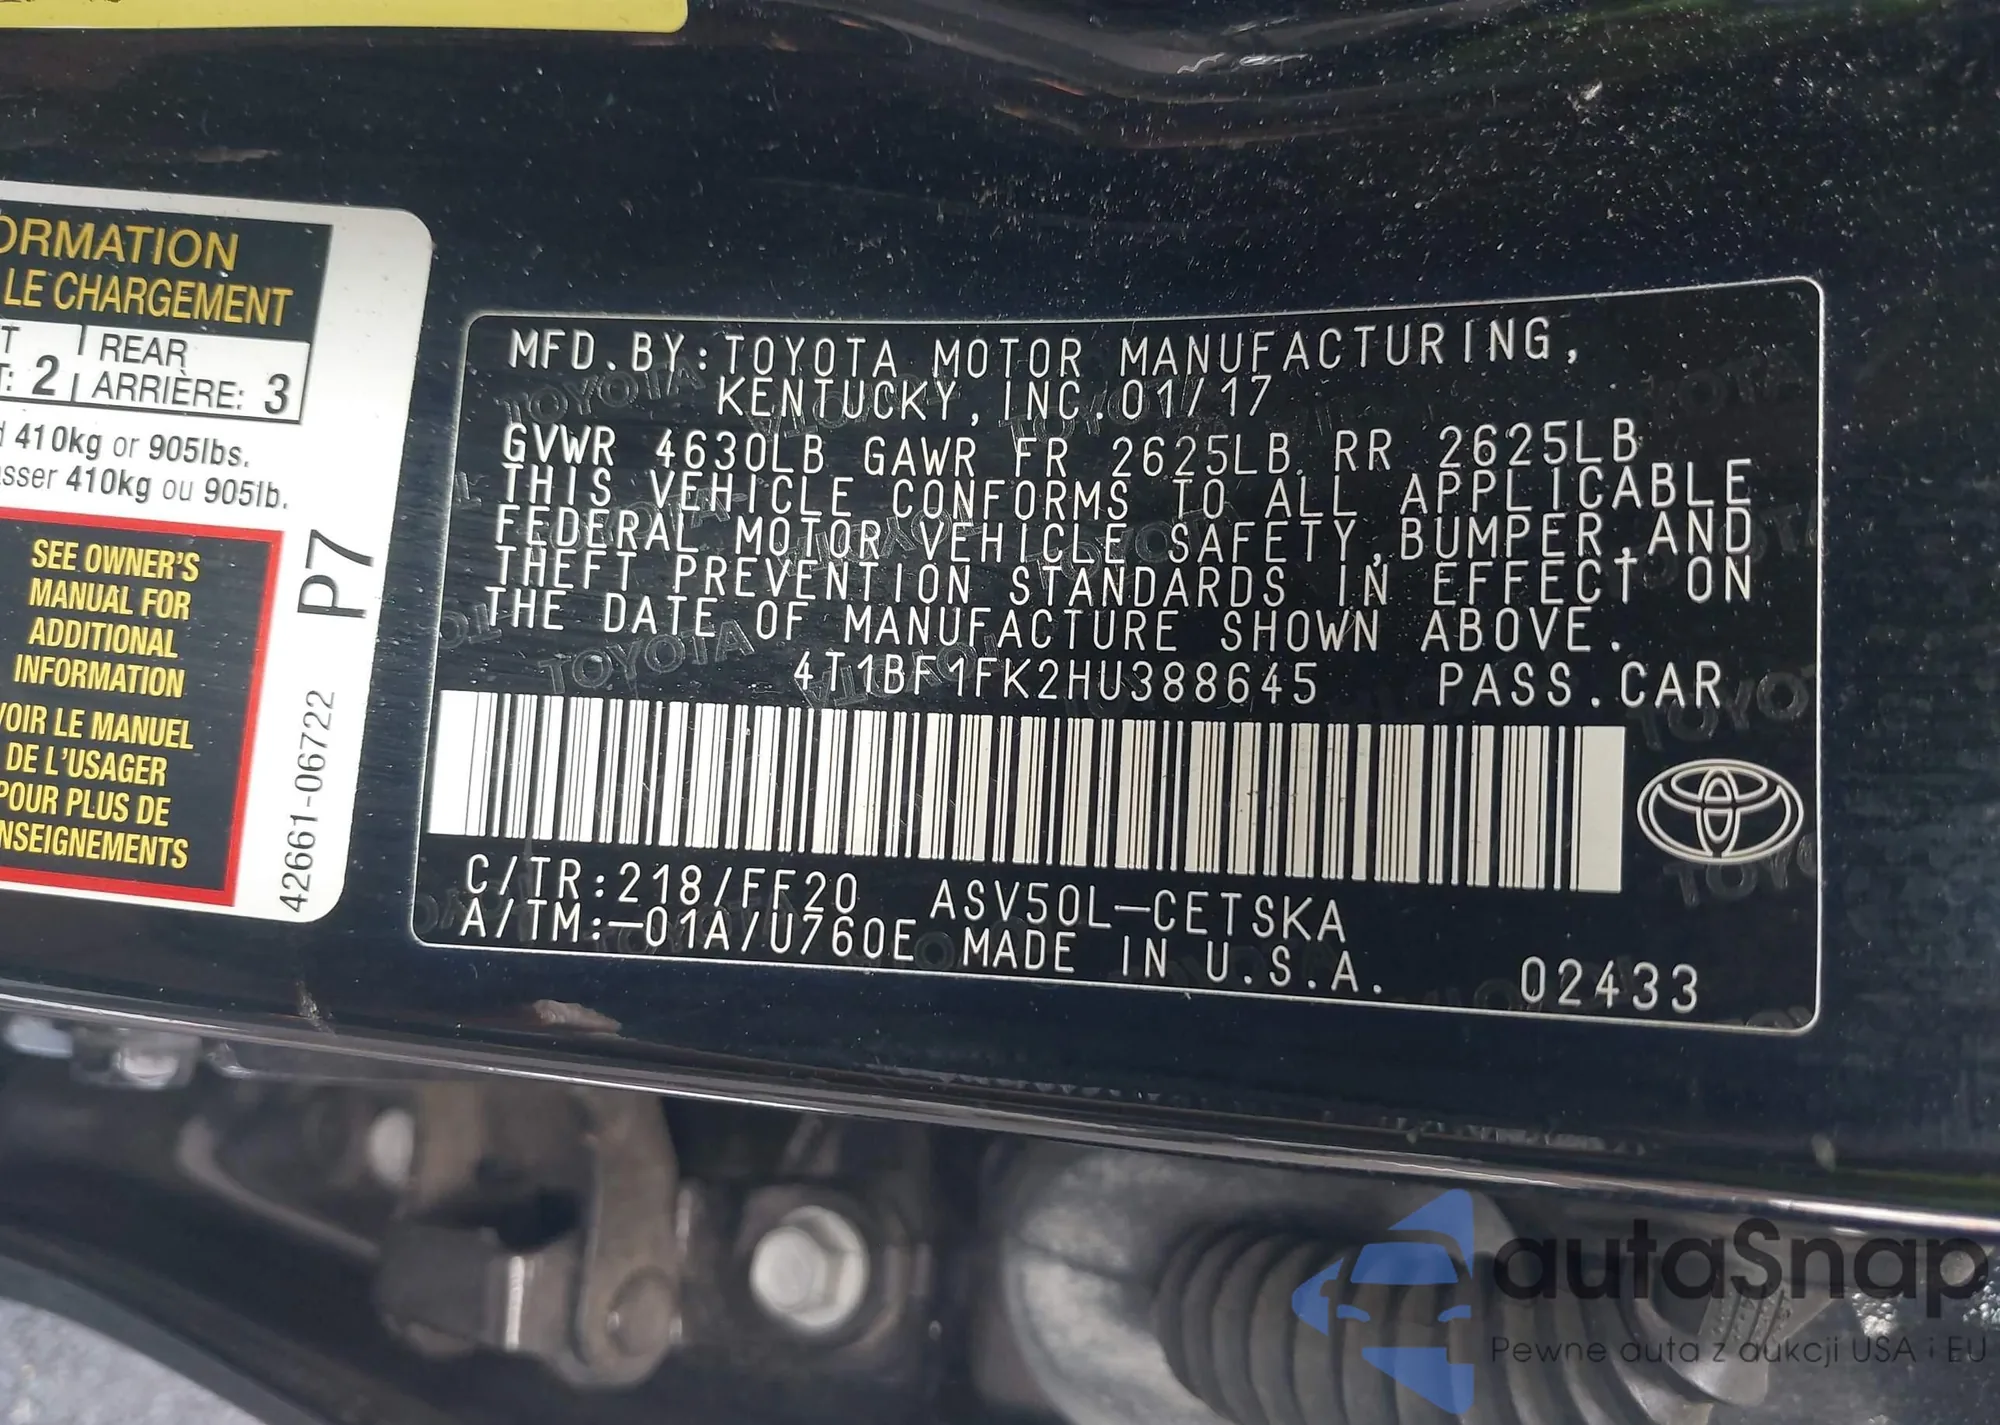 ORMATION
LE CHARGEMENT
T REAR
T: 2 ARRIÈRE: 3
410kg or 905lbs.
sser 410kg ou 905lb.
SEE OWNER'S
MANUAL FOR
ADDITIONAL
INFORMATION
VOIR LE MANUEL
DE L'USAGER
POUR PLUS DE
NSEIGNEMENTS
P7
42661-06722
MFD.BY:TOYOTA MOTOR MANUFACTURING,
KENTUCKY,INC.01/17
GVWR 4630LB GAWR FR 2625LB RR 2625LB
THIS VEHICLE CONFORMS TO ALL APPLICABLE
FEDERAL MOTOR VEHICLE SAFETY,BUMPER,AND
THEFT PREVENTION STANDARDS IN EFFECT ON
THE DATE OF MANUFACTURE SHOWN ABOVE.
4T1BF1FK2HU388645 PASS.CAR
C/TR:218/FF20 ASV50L-CETSKA
A/TM:-01A/U760E MADE IN U.S.A. 02433
autoSnap
Pewne auta z aukcji USA i EU